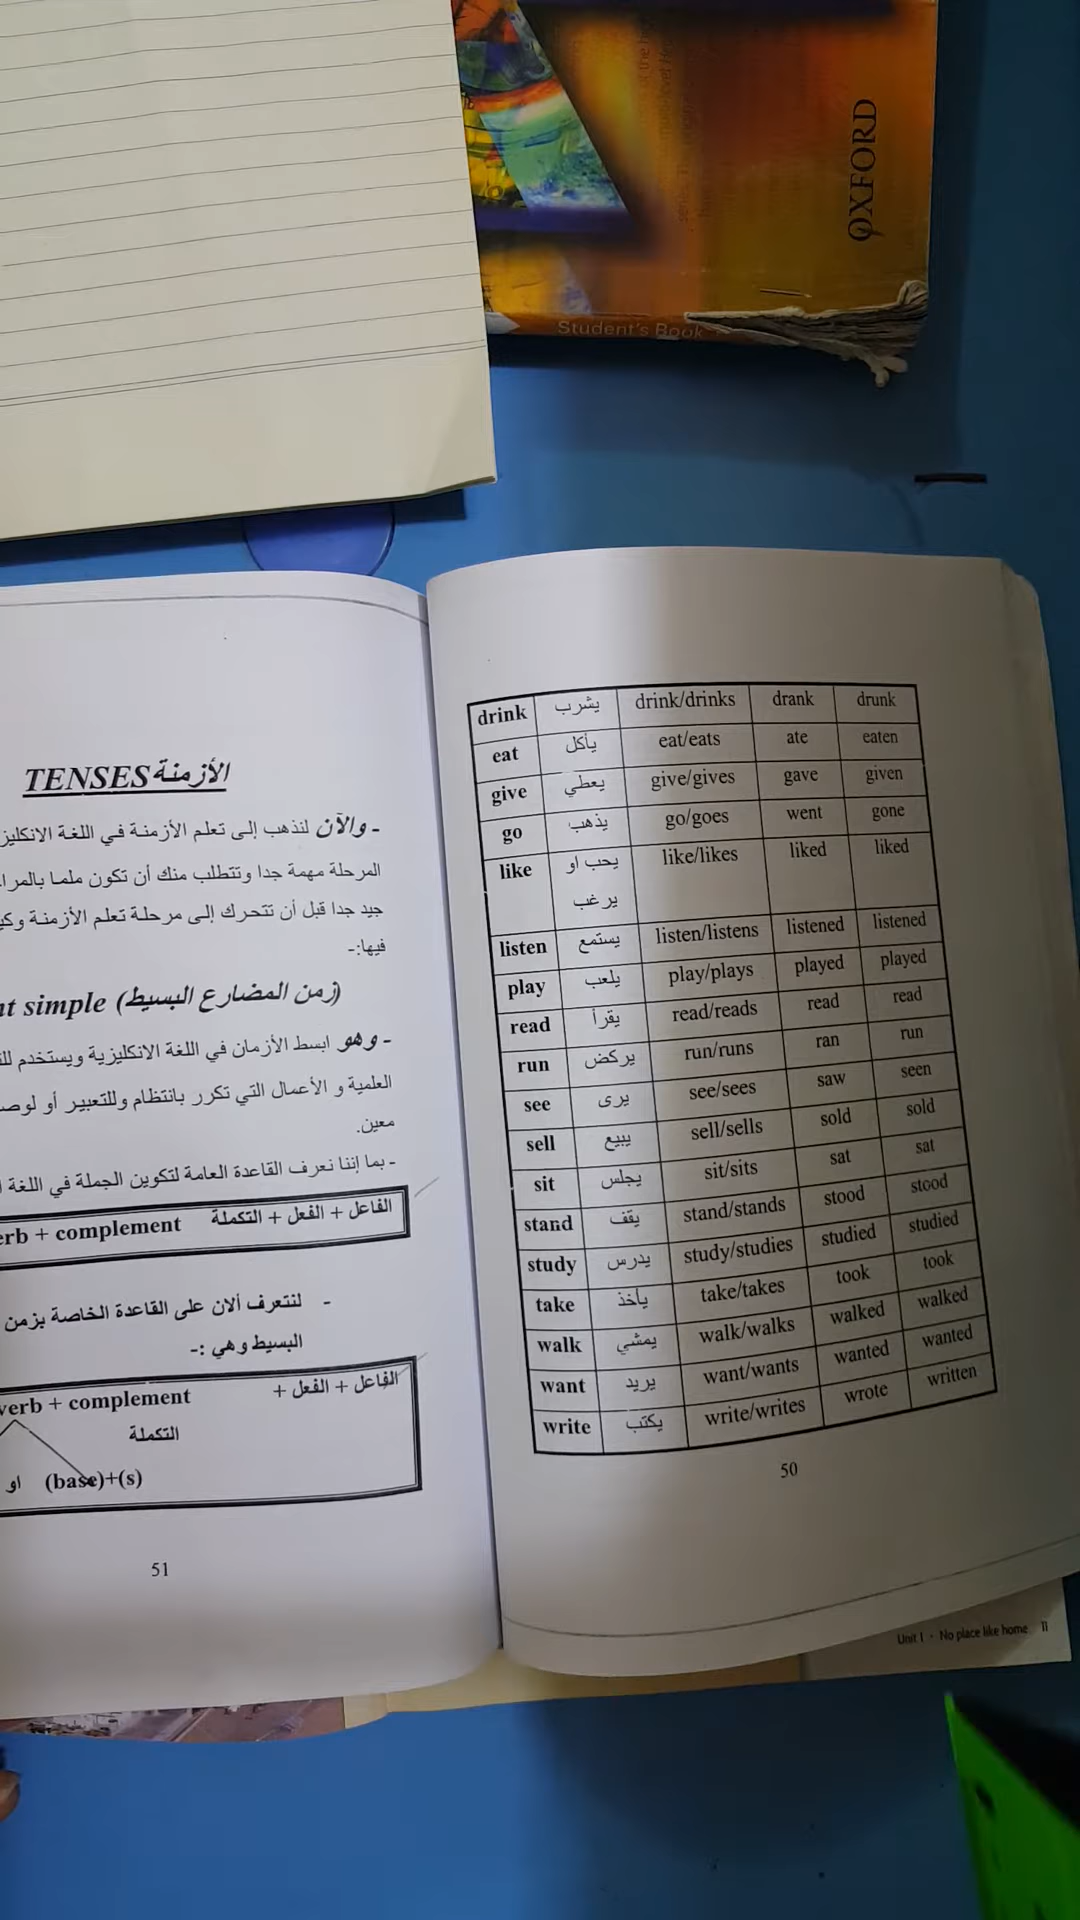 OXFORD
Student's Book
drink يشرب drink/drinks drank drunk
eat يأكل eat/eats ate eaten
give يعطي give/gives gave given
go يذهب go/goes went gone
like يحب او يرغب like/likes liked liked
listen يستمع listen/listens listened listened
play يلعب play/plays played played
read يقرأ read/reads read read
run يركض run/runs ran run
see يرى see/sees saw seen
sell يبيع sell/sells sold sold
sit يجلس sit/sits sat sat
stand يقف stand/stands stood stood
study يدرس study/studies studied studied
take يأخذ take/takes took took
walk يمشي walk/walks walked walked
want يريد want/wants wanted wanted
write يكتب write/writes wrote written
50
الأزمنة TENSES
- والآن لنذهب إلى تعلم الأزمنة في اللغة
المرحلة مهمة جدا وتتطلب منك أن تكون ملما
جيد جدا قبل أن تتحرك إلى مرحلة تعلم الأزمنة
فيها:-
simple (زمن المضارع البسيط)
- وهو ابسط الأزمان في اللغة الانكليزية ويستخدم
العلمية و الأعمال التي تكرر بانتظام وللتعبير أو
معين.
- بما إننا نعرف القاعدة العامة لتكوين الجملة في اللغة
+ complement الفاعل + الفعل + التكملة
- لنتعرف ألان على القاعدة الخاصة بزمن
البسيط وهي :-
verb + complement الفاعل + الفعل +
التكملة
او (base)+(s)
51
Unit 1 · No place like home 11